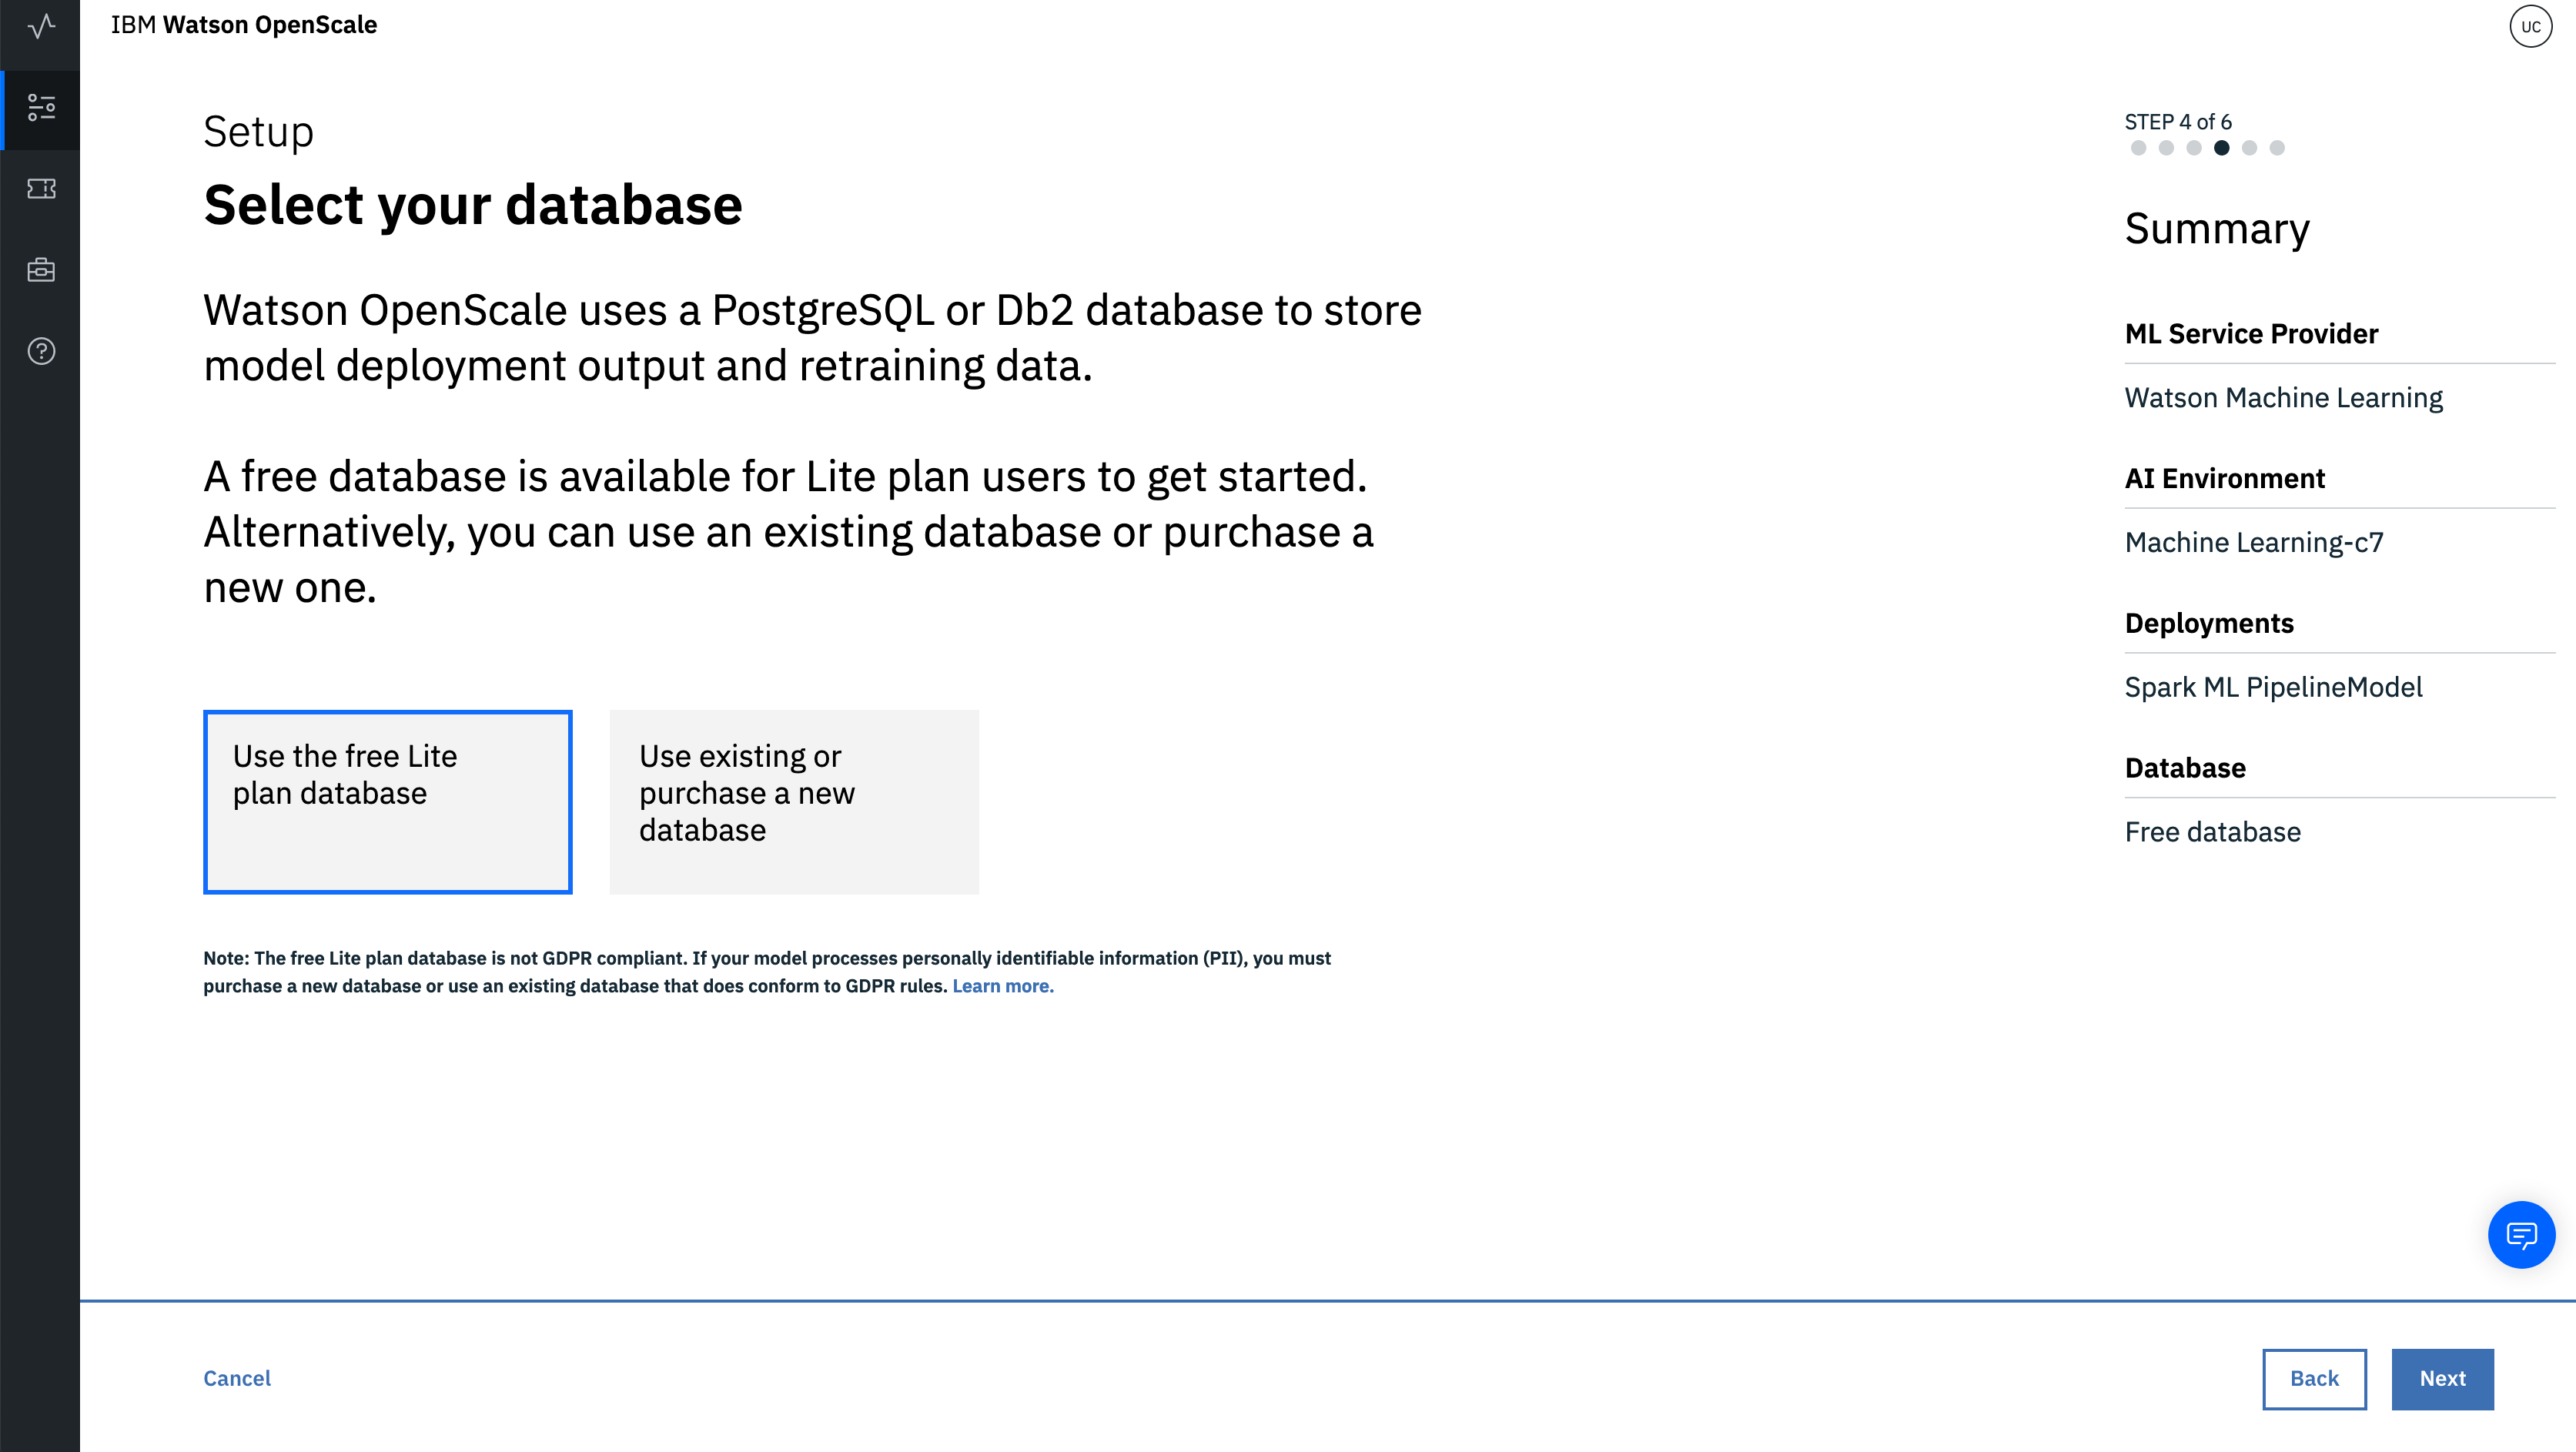 IBM Watson OpenScale
UC
Setup
Select your database
Watson OpenScale uses a PostgreSQL or Db2 database to store
model deployment output and retraining data.
A free database is available for Lite plan users to get started.
Alternatively, you can use an existing database or purchase a
new one.
Use the free Lite
plan database
Use existing or
purchase a new
database
Note: The free Lite plan database is not GDPR compliant. If your model processes personally identifiable information (PII), you must
purchase a new database or use an existing database that does conform to GDPR rules. Learn more.
STEP 4 of 6
Summary
ML Service Provider
Watson Machine Learning
AI Environment
Machine Learning-c7
Deployments
Spark ML PipelineModel
Database
Free database
Cancel
Back
Next